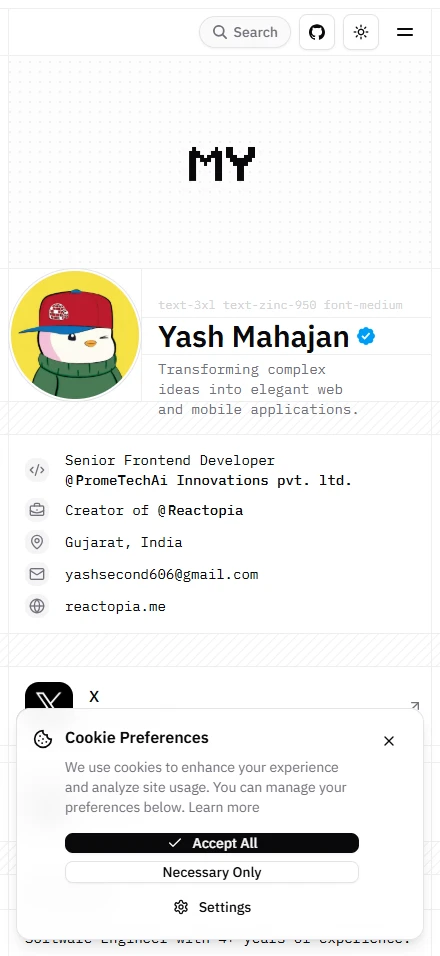 Search
MY
text-3xl text-zinc-950 font-medium
Yash Mahajan
Transforming complex
ideas into elegant web
and mobile applications.
Senior Frontend Developer
@PromeTechAi Innovations pvt. ltd.
Creator of @Reactopia
Gujarat, India
yashsecond606@gmail.com
reactopia.me
X
Cookie Preferences
We use cookies to enhance your experience
and analyze site usage. You can manage your
preferences below. Learn more
Accept All
Necessary Only
Settings
Software Engineer with 4+ years of experience.